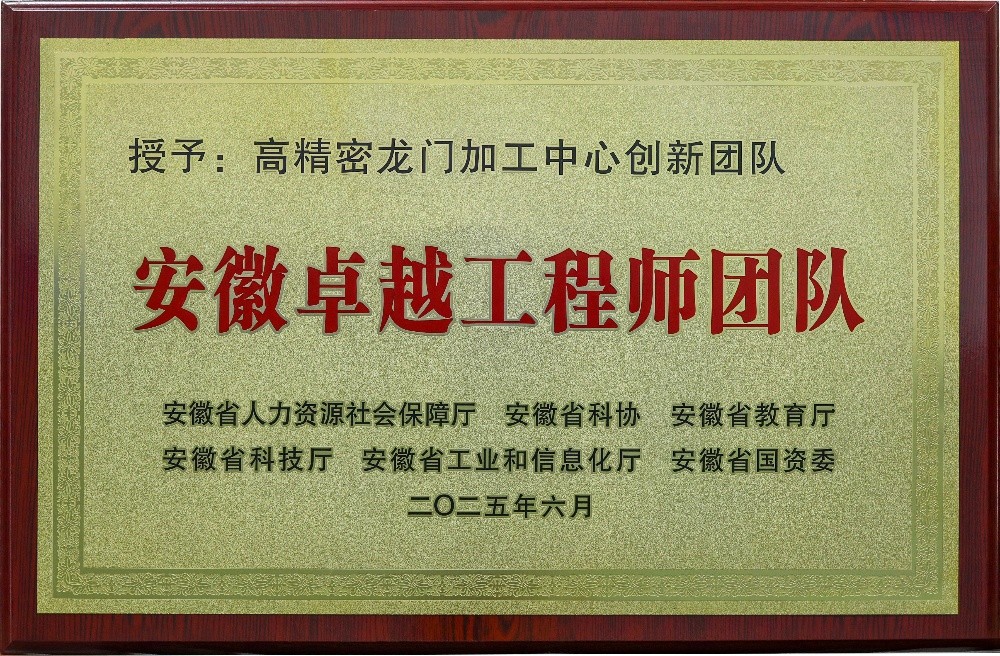 授予：高精密龙门加工中心创新团队
安徽卓越工程师团队
安徽省人力资源社会保障厅 安徽省科协 安徽省教育厅
安徽省科技厅 安徽省工业和信息化厅 安徽省国资委
二〇二五年六月